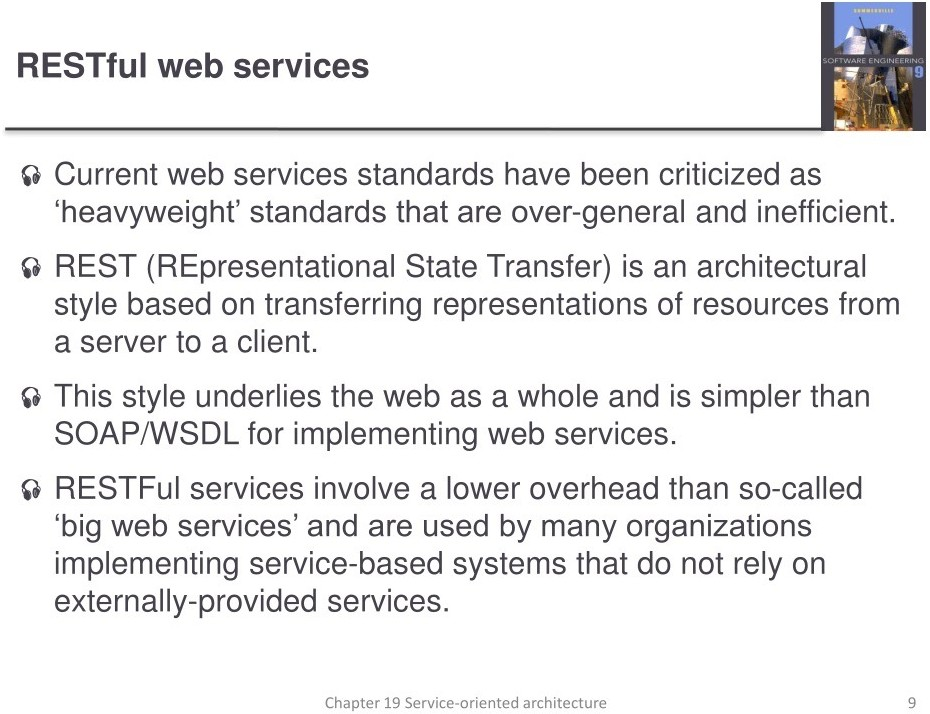 RESTful web services
SOMMERVILLE
SOFTWARE ENGINEERING
9
Current web services standards have been criticized as
‘heavyweight’ standards that are over-general and inefficient.
REST (REpresentational State Transfer) is an architectural
style based on transferring representations of resources from
a server to a client.
This style underlies the web as a whole and is simpler than
SOAP/WSDL for implementing web services.
RESTFul services involve a lower overhead than so-called
‘big web services’ and are used by many organizations
implementing service-based systems that do not rely on
externally-provided services.
Chapter 19 Service-oriented architecture
9